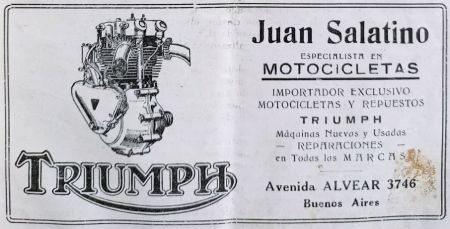 Juan Salatino
ESPECIALISTA EN
MOTOCICLETAS
IMPORTADOR EXCLUSIVO
MOTOCICLETAS Y REPUESTOS
TRIUMPH
Máquinas Nuevas y Usadas
— REPARACIONES —
en Todas las MARCAS
Avenida ALVEAR 3746
Buenos Aires
TRIUMPH